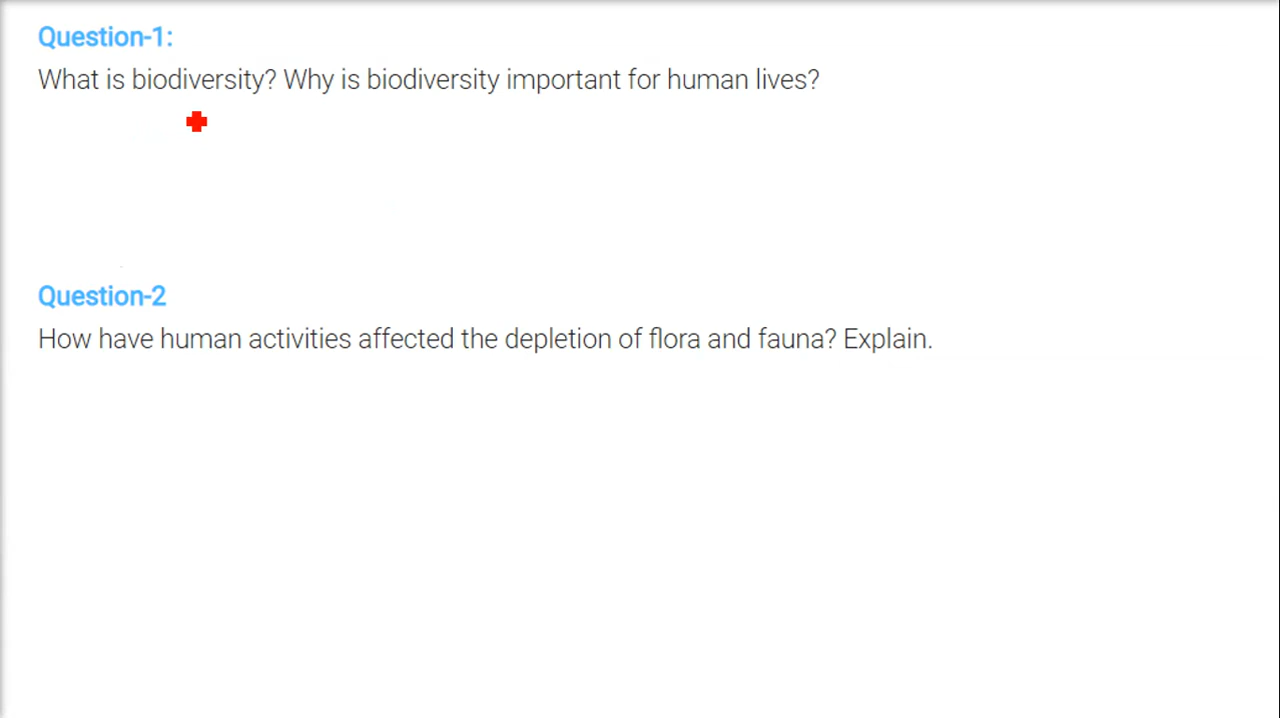 Question-1:
What is biodiversity? Why is biodiversity important for human lives?
Question-2
How have human activities affected the depletion of flora and fauna? Explain.